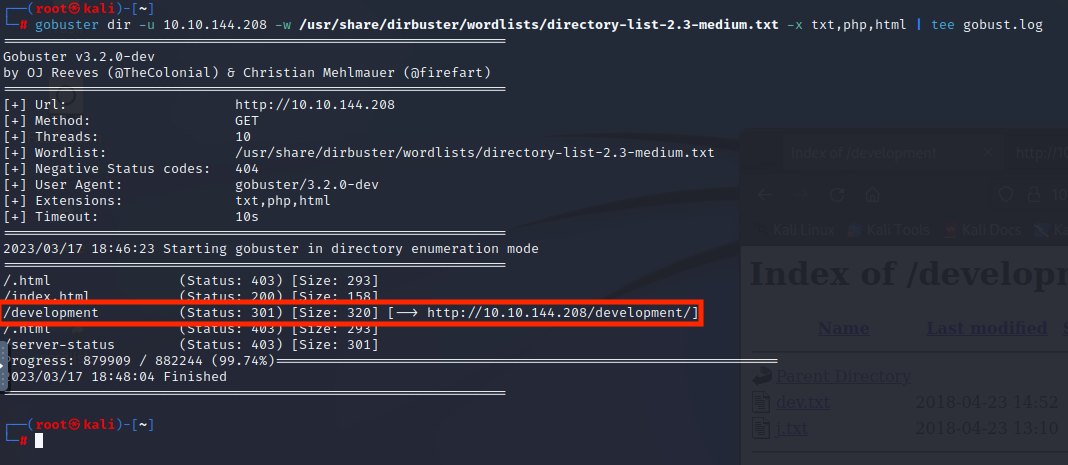 ┌──(root㉿kali)-[~]
└─# gobuster dir -u 10.10.144.208 -w /usr/share/dirbuster/wordlists/directory-list-2.3-medium.txt -x txt,php,html | tee gobust.log
===============================================================
Gobuster v3.2.0-dev
by OJ Reeves (@TheColonial) & Christian Mehlmauer (@firefart)
===============================================================
[+] Url:                     http://10.10.144.208
[+] Method:                  GET
[+] Threads:                 10
[+] Wordlist:                /usr/share/dirbuster/wordlists/directory-list-2.3-medium.txt
[+] Negative Status codes:   404
[+] User Agent:              gobuster/3.2.0-dev
[+] Extensions:              txt,php,html
[+] Timeout:                 10s
===============================================================
2023/03/17 18:46:23 Starting gobuster in directory enumeration mode
===============================================================
/.html                (Status: 403) [Size: 293]
/index.html           (Status: 200) [Size: 158]
/development          (Status: 301) [Size: 320] [--> http://10.10.144.208/development/]
/.html                (Status: 403) [Size: 293]
/server-status        (Status: 403) [Size: 301]
Progress: 879909 / 882244 (99.74%)===============================================================
2023/03/17 18:48:04 Finished
===============================================================
┌──(root㉿kali)-[~]
└─#
Index of /development
Kali Linux Kali Tools Kali Docs
Index of /develop
Name Last modified
Parent Directory
dev.txt 2018-04-23 14:52
j.txt 2018-04-23 13:10